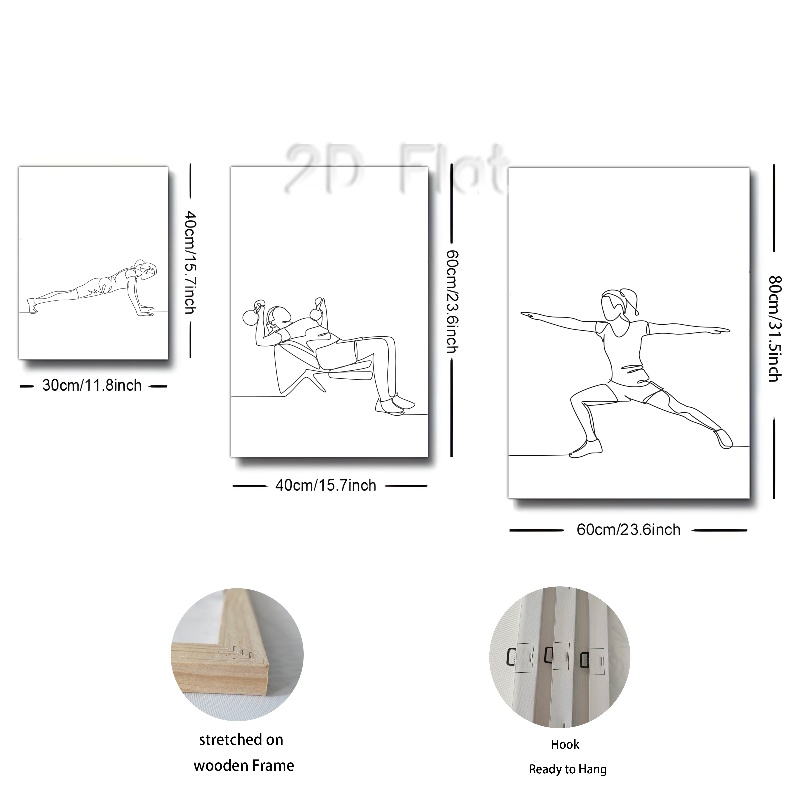 2D Flat
40cm/15.7inch
30cm/11.8inch
60cm/23.6inch
40cm/15.7inch
80cm/31.5inch
60cm/23.6inch
stretched on
wooden Frame
Hook
Ready to Hang